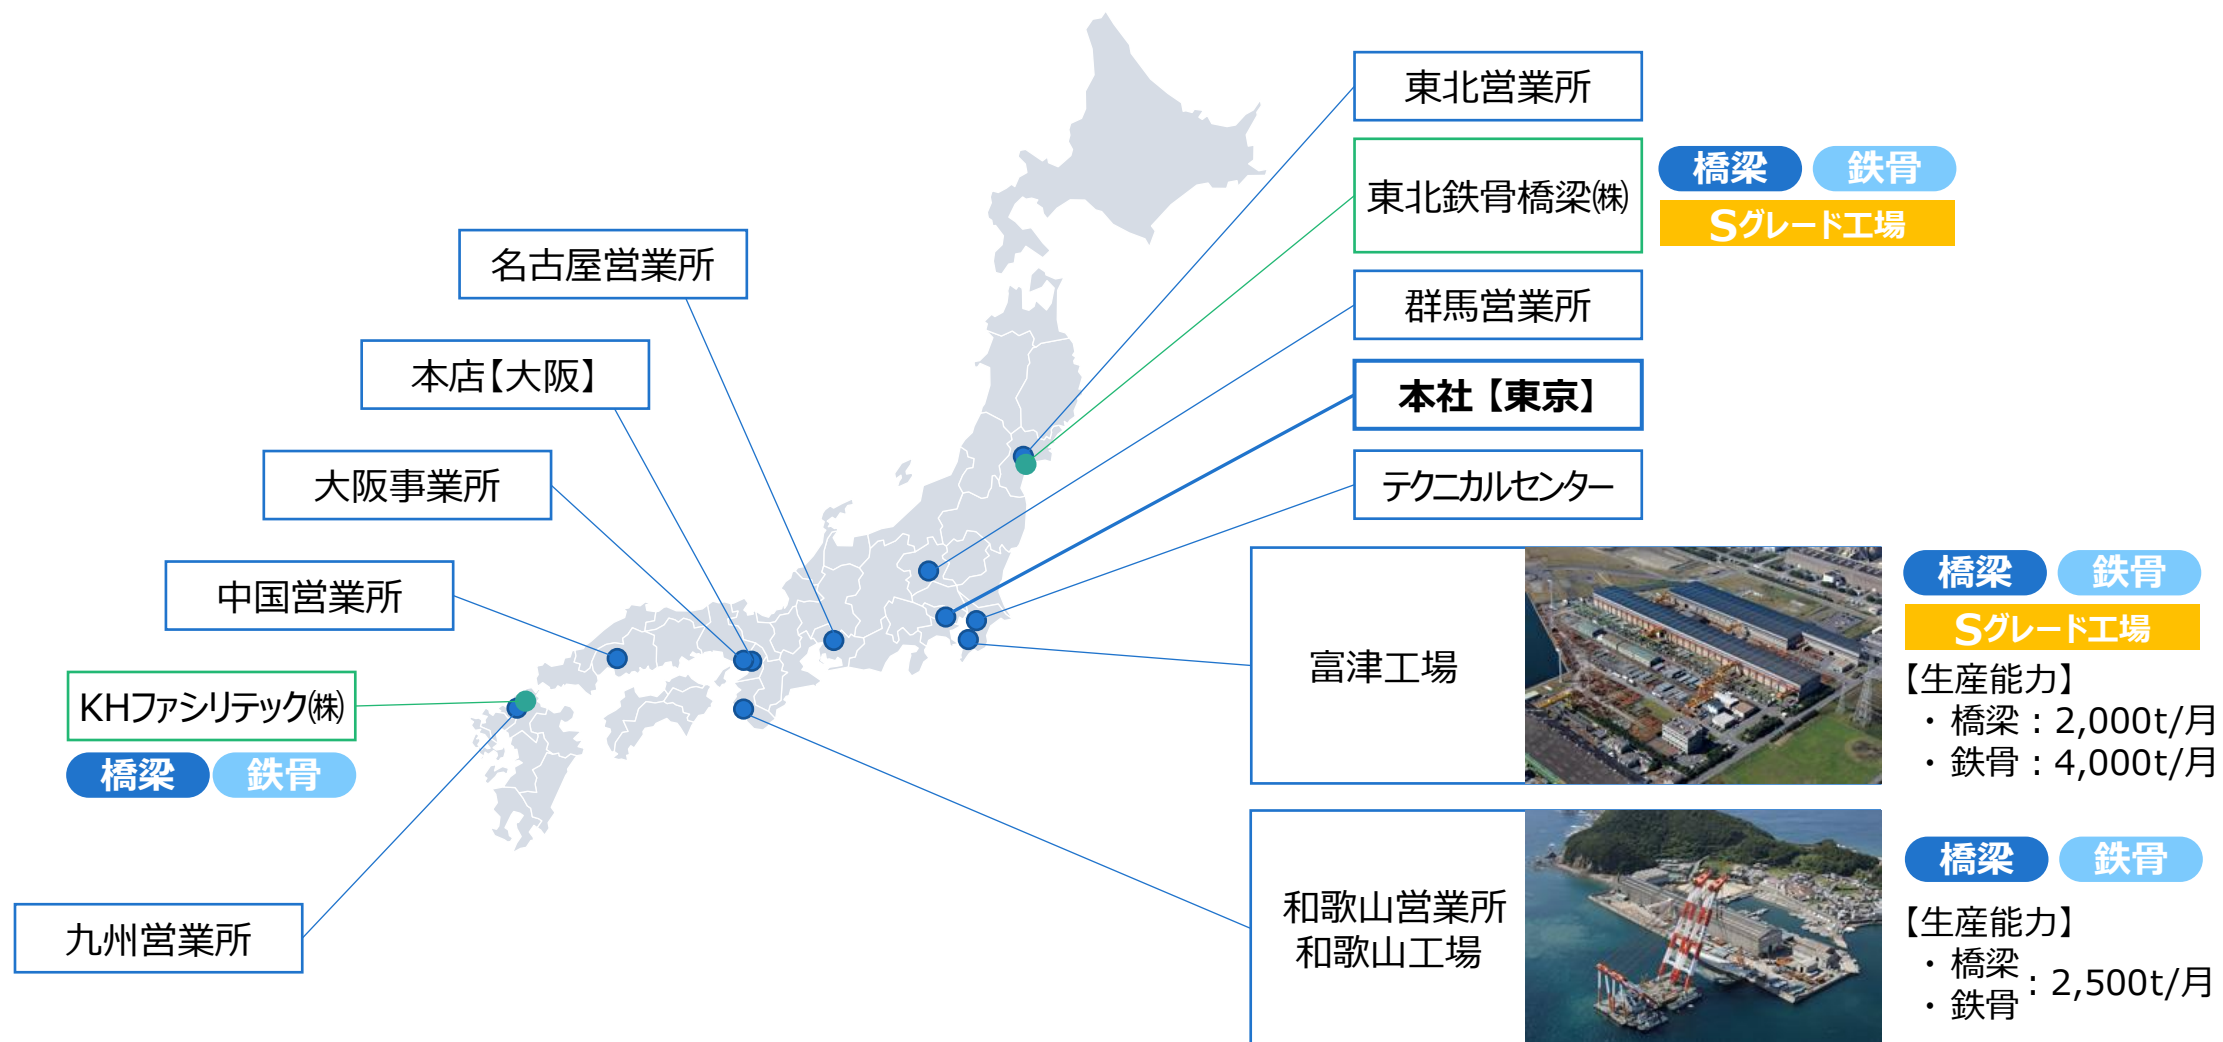 東北営業所
東北鉄骨橋梁㈱
橋梁 鉄骨
Sグレード工場
群馬営業所
本社【東京】
テクニカルセンター
名古屋営業所
本店【大阪】
大阪事業所
中国営業所
KHファシリテック㈱
橋梁 鉄骨
九州営業所
富津工場
橋梁 鉄骨
Sグレード工場
【生産能力】
・橋梁：2,000t/月
・鉄骨：4,000t/月
和歌山営業所
和歌山工場
橋梁 鉄骨
【生産能力】
・橋梁
・鉄骨
：2,500t/月